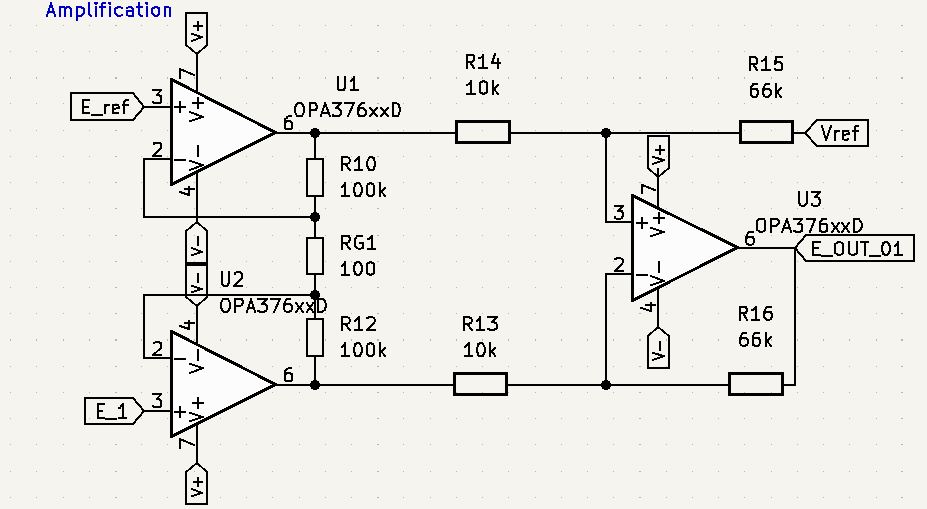 Amplification
V+
7
E_ref
3
+
V+
U1
OPA376xxD
6
2
-
V-
4
V-
R10
100k
RG1
100
R14
10k
R15
66k
Vref
V+
7
3
+
V+
U3
OPA376xxD
6
E_OUT_01
2
-
V-
4
V-
R16
66k
V-
U2
OPA376xxD
4
2
-
V-
6
R12
100k
R13
10k
E_1
3
+
V+
7
V+